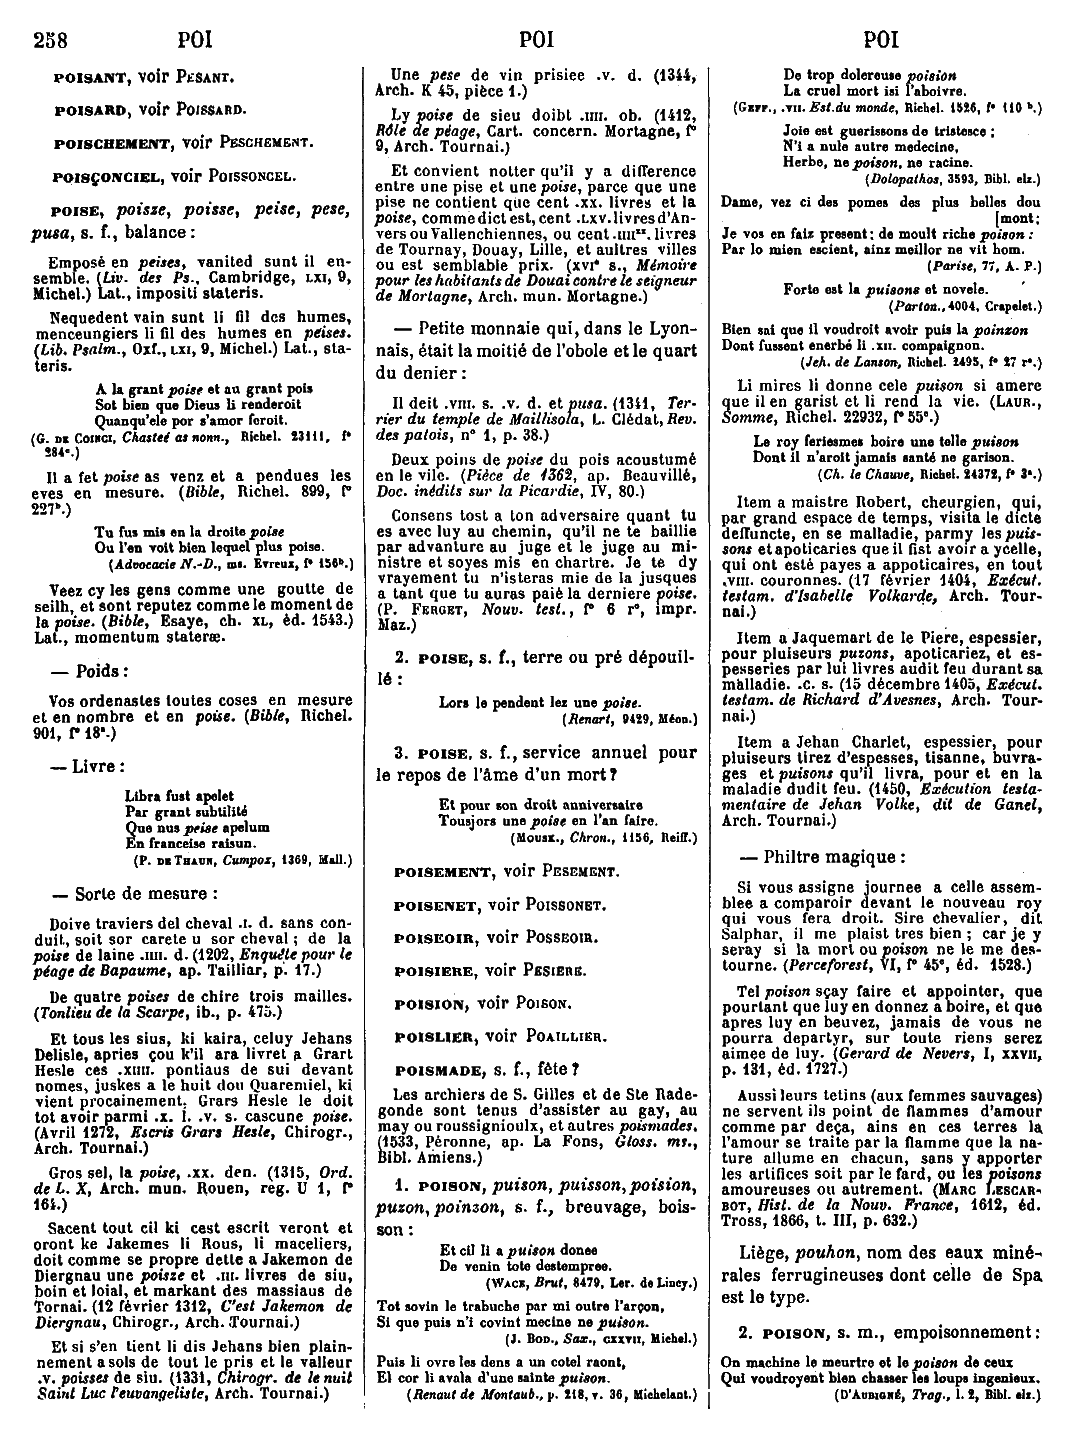 258 POI POI POI
POISANT, voir PESANT.
POISARD, voir POISSARD.
POISCHEMENT, voir PESCHEMENT.
POISÇONCIEL, voir POISSONCEL.
POISE, poisze, poisse, peise, pese,
pusa, s. f., balance :
Emposé en peises, vanited sunt il en-
semble. (Liv. des Ps., Cambridge, LXI, 9,
Michel.) Lat., impositi stateris.
Nequedent vain sunt li fil des humes,
menceungiers li fil des humes en peises.
(Lib. Psalm., Oxf., LXI, 9, Michel.) Lat., sta-
teris.
A la grant poise et au grant pois
Sot bien que Dieus li renderoit
Quanqu'ele por s'amor feroit.
(G. DE COINCI, Chasteé as nonn., Richel. 23111, f°
284ª.)
Il a fet poise as venz et a pendues les
eves en mesure. (Bible, Richel. 899, f°
227ᵇ.)
Tu fus mis en la droite poise
Ou l'en voit bien lequel plus poise.
(Advocacie N.-D., ms. Evreux, f° 156ᵇ.)
Veez cy les gens comme une goutte de
seilh, et sont reputez comme le moment de
la poise. (Bible, Esaye, ch. XL, éd. 1543.)
Lat., momentum stateræ.
— Poids :
Vos ordenastes toutes coses en mesure
et en nombre et en poise. (Bible, Richel.
901, f° 18ª.)
— Livre :
Libra fust apelet
Par grant subtilité
Que nus peise apelum
En franceise raisun.
(P. DE THAUN, Cumpoz, 1369, Mall.)
— Sorte de mesure :
Doive traviers del cheval .I. d. sans con-
duit, soit sor carete u sor cheval ; de la
poise de laine .IIII. d. (1202, Enquête pour le
péage de Bapaume, ap. Tailliar, p. 17.)
De quatre poises de chire trois mailles.
(Tonlieu de la Scarpe, ib., p. 475.)
Et tous les sius, ki kaira, celuy Jehans
Delisle, apries çou k'il ara livret a Grart
Hesle ces .XIIII. pontiaus de sui devant
nomes, juskes a le huit dou Quaremiel, ki
vient procainement. Grars Hesle le doit
tot avoir parmi .X. l. .V. s. cascune poise.
(Avril 1272, Escris Grars Hesle, Chirogr.,
Arch. Tournai.)
Gros sel, la poise, .XX. den. (1315, Ord.
de L. X, Arch. mun. Rouen, reg. U 1, f°
164.)
Sacent tout cil ki cest escrit veront et
oront ke Jakemes li Rous, li maceliers,
doit comme se propre dette a Jakemon de
Diergnau une poisze et .III. livres de siu,
boin et loial, et markant des massiaus de
Tornai. (12 février 1312, C'est Jakemon de
Diergnau, Chirogr., Arch. Tournai.)
Et si s'en tient li dis Jehans bien plain-
nement a sols de tout le pris et le valleur
.V. poisses de siu. (1331, Chirogr. de le nuit
Saint Luc l'euvangeliste, Arch. Tournai.)
Une pese de vin prisiee .V. d. (1344,
Arch. K 45, pièce 1.)
Ly poise de sieu doibt .IIII. ob. (1412,
Rôle de péage, Cart. concern. Mortagne, f°
9, Arch. Tournai.)
Et convient notter qu'il y a difference
entre une pise et une poise, parce que une
pise ne contient que cent .XX. livres et la
poise, comme dict est, cent .LXV. livres d'An-
vers ou Vallenchiennes, ou cent .IIIIˣˣ. livres
de Tournay, Douay, Lille, et aultres villes
ou est semblable prix. (XVIᵉ s., Mémoire
pour les habitants de Douai contre le seigneur
de Mortagne, Arch. mun. Mortagne.)
— Petite monnaie qui, dans le Lyon-
nais, était la moitié de l'obole et le quart
du denier :
Il deit .VIII. s. .V. d. et pusa. (1341, Ter-
rier du temple de Maillisola, L. Clédat, Rev.
des patois, n° 1, p. 38.)
Deux poins de poise du pois acoustumé
en le vile. (Pièce de 1362, ap. Beauvillé,
Doc. inédits sur la Picardie, IV, 80.)
Consens tost a ton adversaire quant tu
es avec luy au chemin, qu'il ne te baillie
par advanture au juge et le juge au mi-
nistre et soyes mis en chartre. Je te dy
vrayement tu n'isteras mie de la jusques
a tant que tu auras paié la derniere poise.
(P. FERGET, Nouv. test., f° 6 r°, impr.
Maz.)
2. POISE, s. f., terre ou pré dépouil-
lé :
Lors le pendent lez une poise.
(Renart, 9429, Méon.)
3. POISE, s. f., service annuel pour
le repos de l'âme d'un mort ?
Et pour son droit anniversaire
Tousjors une poise en l'an faire.
(MOUSK., Chron., 1156, Reiff.)
POISEMENT, voir PESEMENT.
POISENET, voir POISSONET.
POISEOIR, voir POSSEOIR.
POISIERE, voir PESIERE.
POISION, voir POISON.
POISLIER, voir POAILLIER.
POISMADE, s. f., fête ?
Les archiers de S. Gilles et de Ste Rade-
gonde sont tenus d'assister au gay, au
may ou roussignioulx, et autres poismades.
(1533, Péronne, ap. La Fons, Gloss. ms.,
Bibl. Amiens.)
1. POISON, puison, puisson, poision,
puzon, poinzon, s. f., breuvage, bois-
son :
Et cil li a puison donee
De venin tote destempree.
(WACE, Brut, 8479, Ler. de Lincy.)
Tot sovin le trabuche par mi outre l'arçon,
Si que puis n'i covint mecine ne puison.
(J. BOD., Sax., CXXVII, Michel.)
Puis li ovre les dens a un cotel raont,
El cor li avala d'une sainte puison.
(Renaut de Montaub., p. 218, v. 36, Michelant.)
De trop dolereuse poision
La cruel mort isi l'aboivre.
(GEFF., .VII. Est. du monde, Richel. 1526, f° 110 ᵇ.)
Joie est guerissons de tristesce ;
N'i a nule autre medecine,
Herbe, ne poison, ne racine.
(Dolopathos, 3593, Bibl. elz.)
Dame, vez ci des pomes des plus belles dou
[mont ;
Je vos en faiz present ; de moult riche poison :
Par lo mien escient, ainz meillor ne vit hom.
(Parise, 77, A. P.)
Forte est la puisons et novele.
(Parton., 4004, Crapelet.)
Bien sai que il voudroit avoir puis la poinzon
Dont fussent enerbé li .XII. compaignon.
(Jeh. de Lanson, Richel. 2495, f° 27 r°.)
Li mires li donne cele puison si amere
que il en garist et li rend la vie. (LAUR.,
Somme, Richel. 22932, f° 55ᵉ.)
Le roy feriesmes boire une telle puison
Dont il n'aroit jamais santé ne garison.
(Ch. le Chauve, Richel. 24372, f° 3ª.)
Item a maistre Robert, cheurgien, qui,
par grand espace de temps, visita le dicte
deffuncte, en se malladie, parmy les puis-
sons et apoticaries que il fist avoir a ycelle,
qui ont esté payes a appoticaires, en tout
.VIII. couronnes. (17 février 1404, Exécut.
testam. d'Isabelle Volkarde, Arch. Tour-
nai.)
Item a Jaquemart de le Piere, espessier,
pour pluiseurs puzons, apoticariez, et es-
pesseries par lui livres audit feu durant sa
malladie. .C. s. (15 décembre 1405, Exécut.
testam. de Richard d'Avesnes, Arch. Tour-
nai.)
Item a Jehan Charlet, espessier, pour
pluiseurs tirez d'espesses, tisanne, buvra-
ges et puisons qu'il livra, pour et en la
maladie dudit feu. (1450, Exécution testa-
mentaire de Jehan Volke, dit de Ganel,
Arch. Tournai.)
— Philtre magique :
Si vous assigne journee a celle assem-
blee a comparoir devant le nouveau roy
qui vous fera droit. Sire chevalier, dit
Salphar, il me plaist tres bien ; car je y
seray si la mort ou poison ne le me des-
tourne. (Perceforest, VI, f° 45ᵉ, éd. 1528.)
Tel poison sçay faire et appointer, que
pourtant que luy en donnez a boire, et que
apres luy en beuvez, jamais de vous ne
pourra departyr, sur toute riens serez
aimee de luy. (Gerard de Nevers, I, XXVII,
p. 131, éd. 1727.)
Aussi leurs tetins (aux femmes sauvages)
ne servent ils point de flammes d'amour
comme par deça, ains en ces terres la
l'amour se traite par la flamme que la na-
ture allume en chacun, sans y apporter
les artifices soit par le fard, ou les poisons
amoureuses ou autrement. (MARC LESCAR-
BOT, Hist. de la Nouv. France, 1612, éd.
Tross, 1866, t. III, p. 632.)
Liège, pouhon, nom des eaux miné-
rales ferrugineuses dont celle de Spa
est le type.
2. POISON, s. m., empoisonnement :
On machine le meurtre et le poison de ceux
Qui voudroyent bien chasser les loups ingenieux.
(D'AUBIGNÉ, Trag., l. 2, Bibl. elz.)